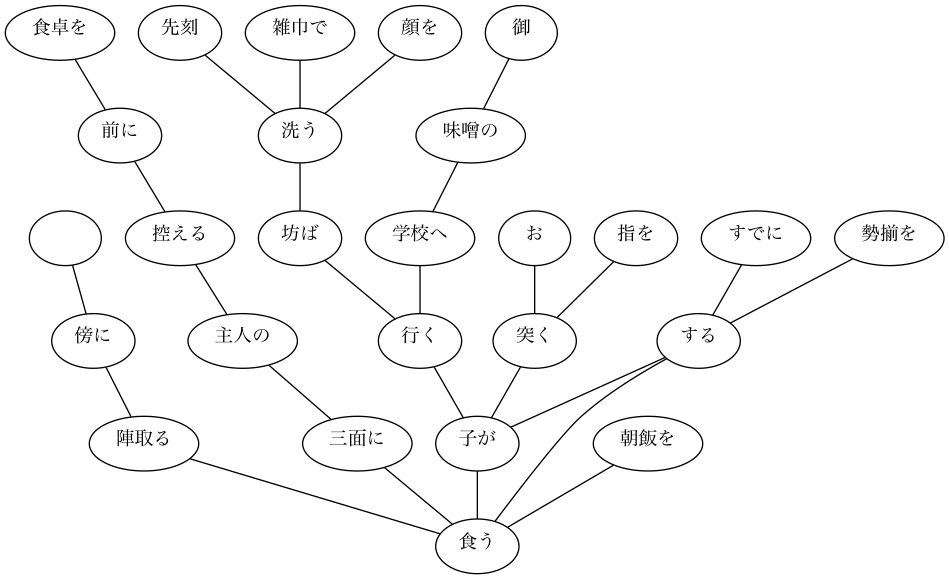 食卓を 先刻 雑巾で 顔を 御
前に 洗う 味噌の
控える 坊ば 学校へ お 指を すでに 勢揃を
傍に 主人の 行く 突く する
陣取る 三面に 子が 朝飯を
食う